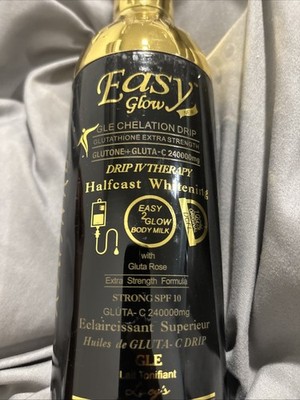 Easy
Glow
GLE CHELATION DRIP
GLUTATHIONE EXTRA STRENGTH
GLUTONE+GLUTA-C 240000mg
DRIP IV THERAPY
Halfcast Whitening
EASY
2
GLOW
BODY MILK
with
Gluta Rose
Extra Strength Formula
STRONG SPF 10
GLUTA- C 240000mg
Eclaircissant Superieur
Huiles de GLUTA- C DRIP
GLE
Lait Tonifiant